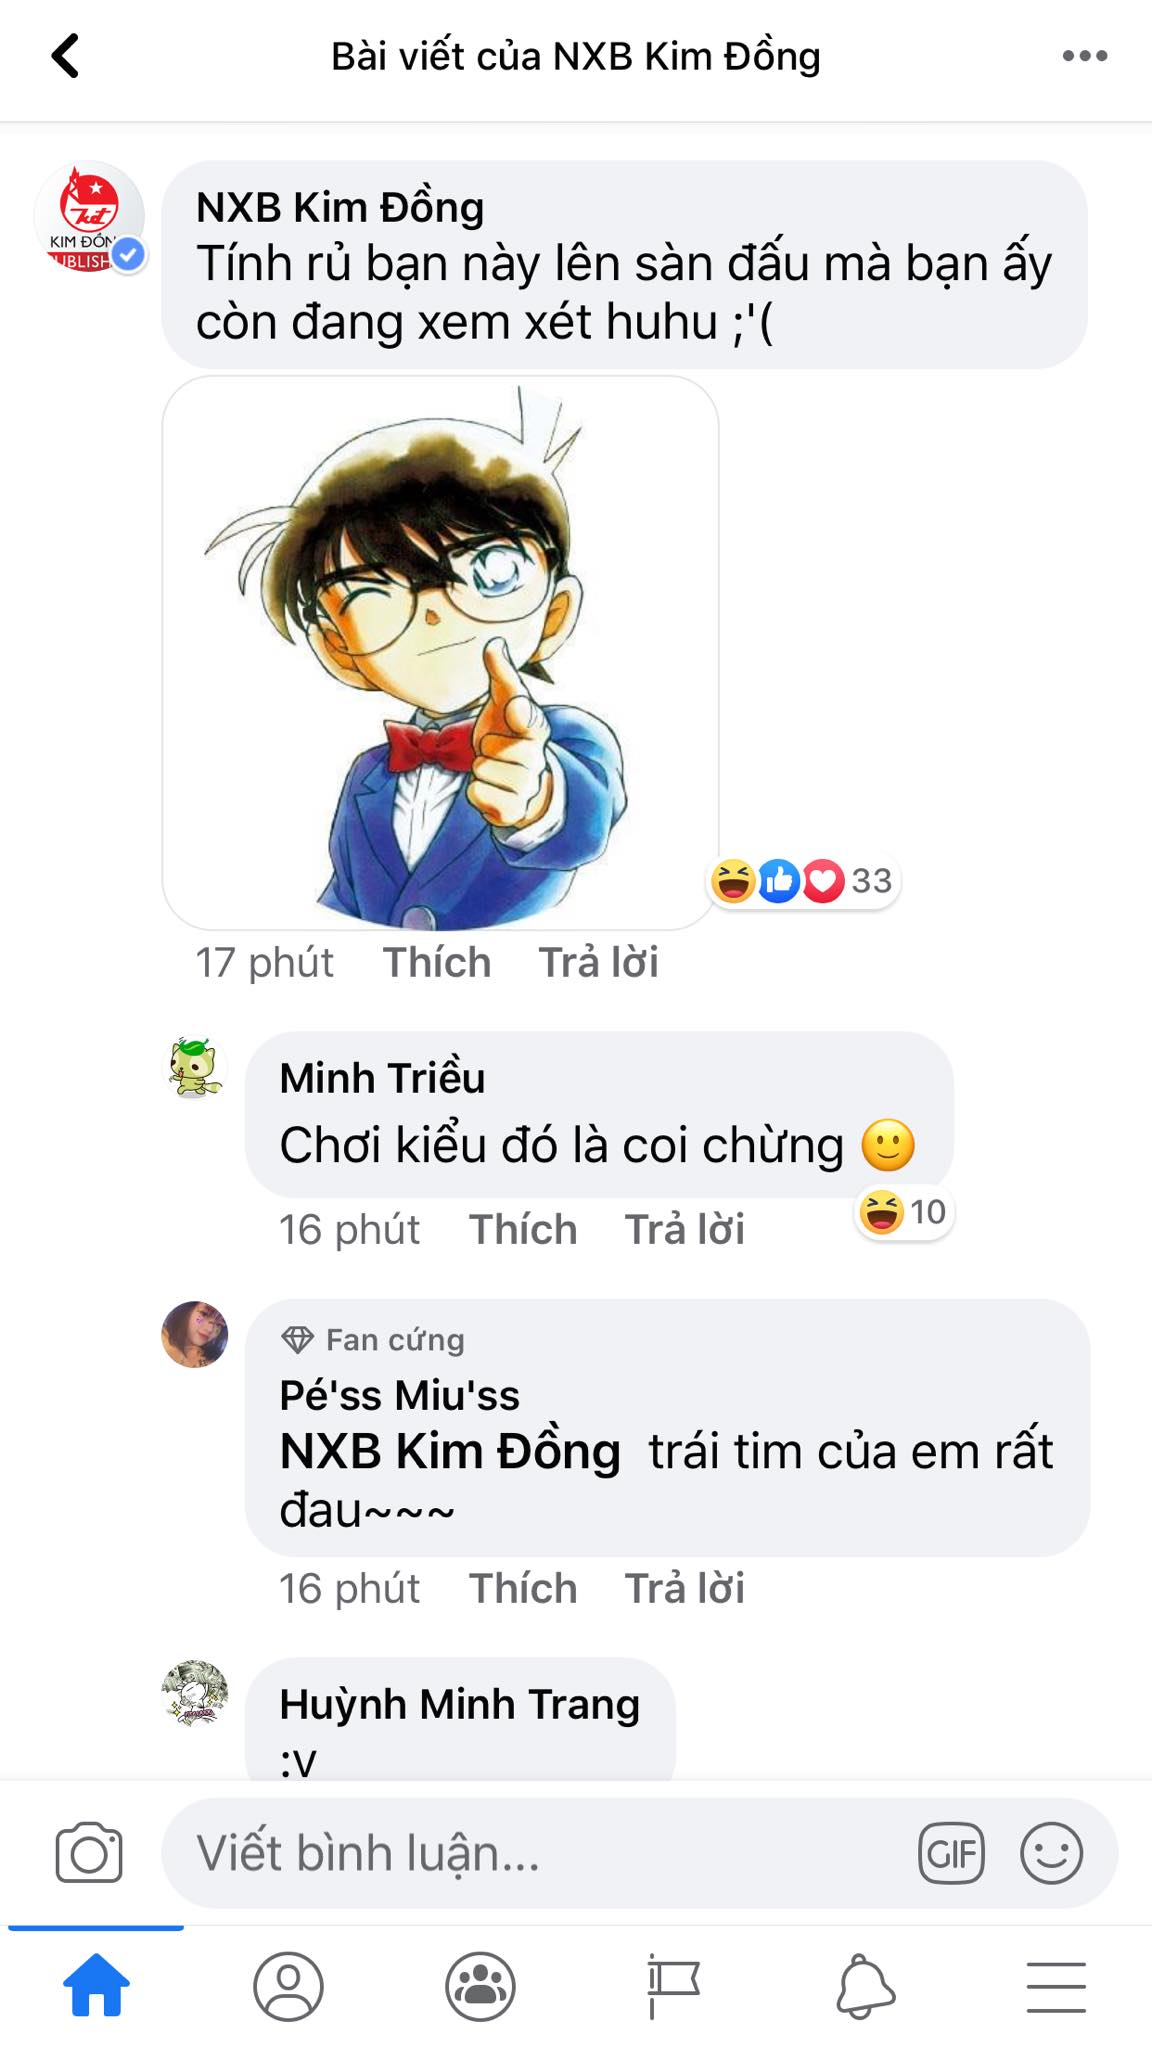 Bài viết của NXB Kim Đồng
KIM ĐỒN
UBLISH
NXB Kim Đồng
Tính rủ bạn này lên sàn đấu mà bạn ấy
còn đang xem xét huhu ;'(
33
17 phút Thích Trả lời
Minh Triều
Chơi kiểu đó là coi chừng 🙂
10
16 phút Thích Trả lời
Fan cứng
Pé'ss Miu'ss
NXB Kim Đồng trái tim của em rất
đau~~~
16 phút Thích Trả lời
Huỳnh Minh Trang
:v
Viết bình luận...
GIF